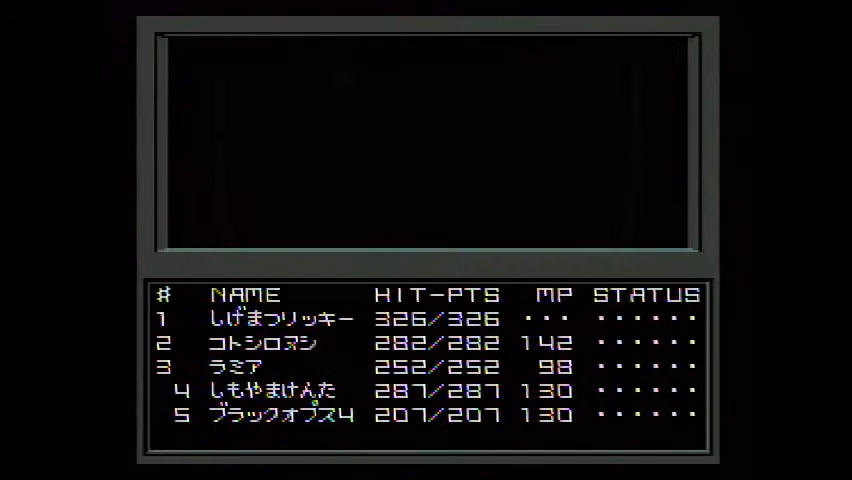 # NAME HIT-PTS MP STATUS
1 しげまつリッキー 326/326 ··· ······
2 コトシロヌシ 282/282 142 ······
3 ラミア 252/252 98 ······
4 しもやまけんた 287/287 130 ······
5 ブラックオプス4 207/207 130 ······